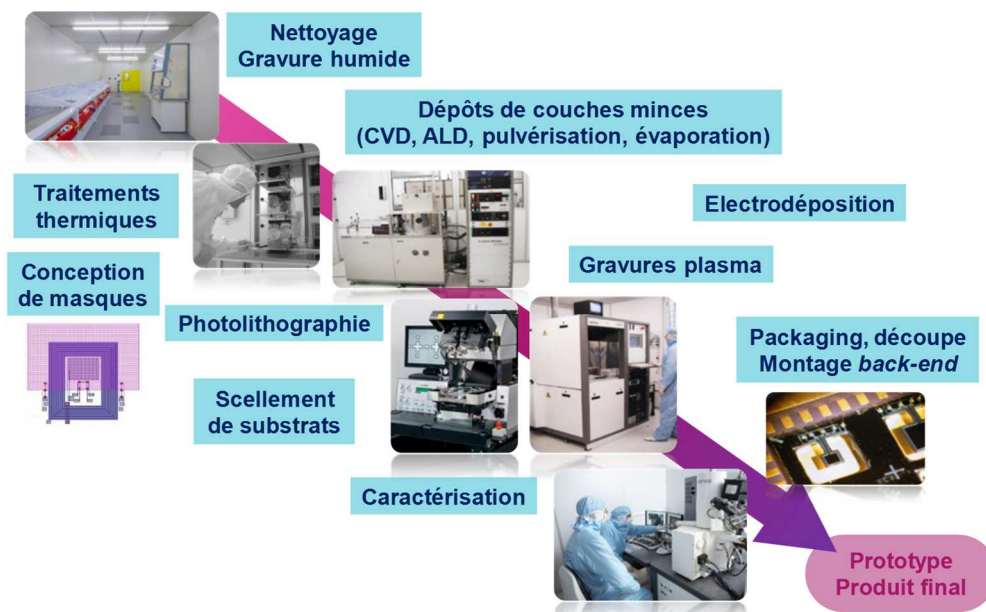 Nettoyage
Gravure humide
Dépôts de couches minces
(CVD, ALD, pulvérisation, évaporation)
Traitements
thermiques
Electrodéposition
Conception
de masques
Gravures plasma
Photolithographie
Packaging, découpe
Montage back-end
Scellement
de substrats
Caractérisation
Prototype
Produit final